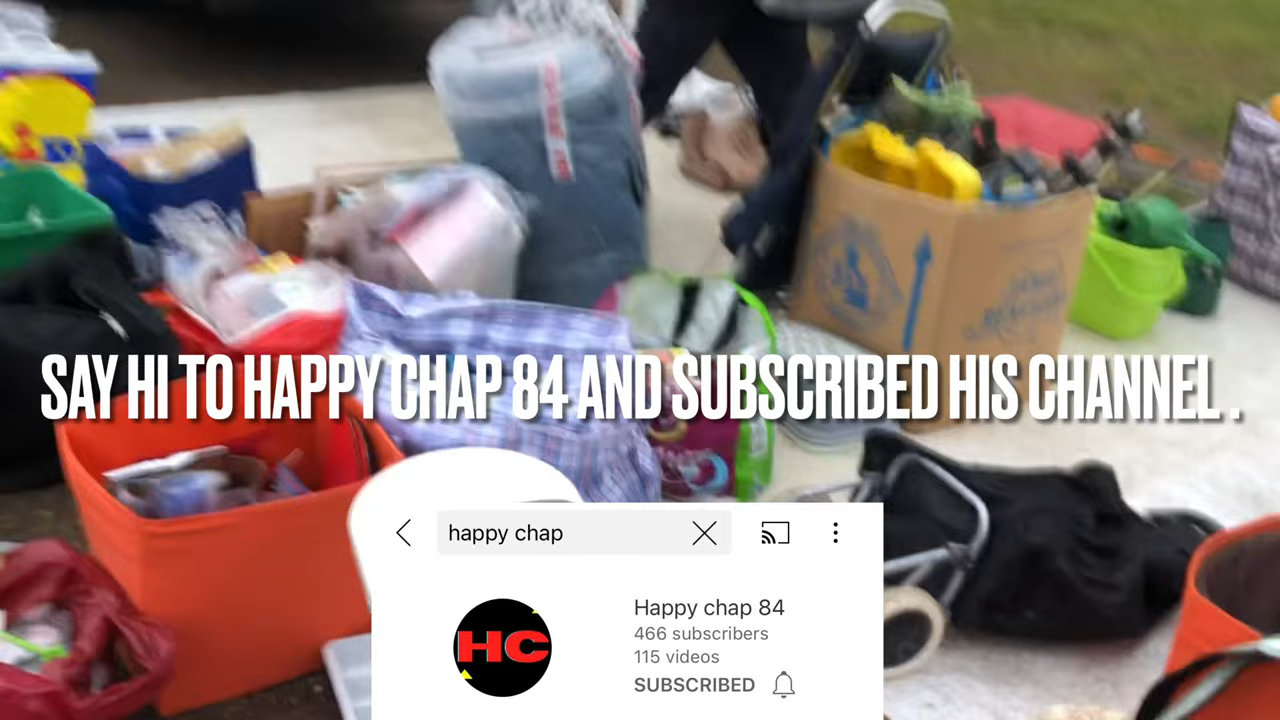 SAY HI TO HAPPY CHAP 84 AND SUBSCRIBED HIS CHANNEL .
happy chap
HC
Happy chap 84
466 subscribers
115 videos
SUBSCRIBED